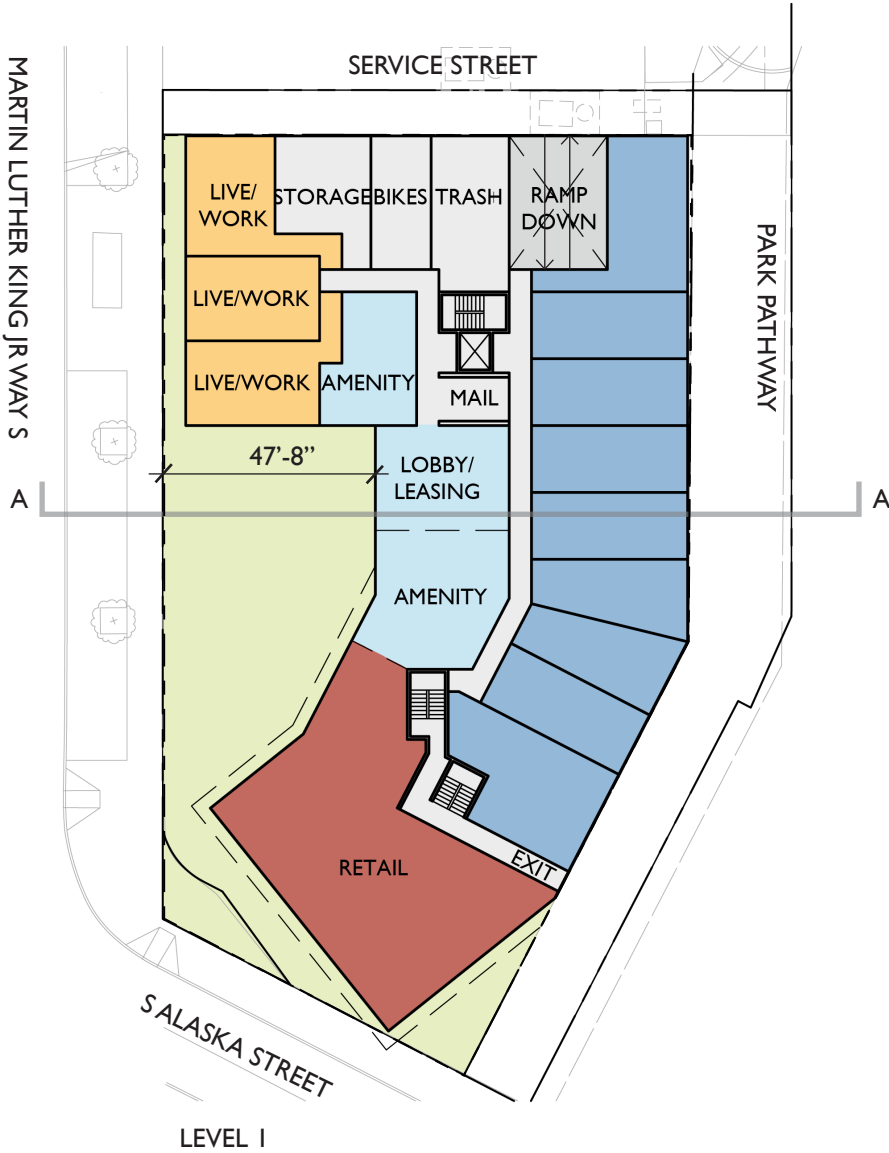 SERVICE STREET
MARTIN LUTHER KING JR WAY S
PARK PATHWAY
LIVE/
WORK
STORAGE
BIKES
TRASH
RAMP
DOWN
LIVE/WORK
LIVE/WORK
AMENITY
MAIL
47'-8”
LOBBY/
LEASING
A
A
AMENITY
RETAIL
EXIT
S ALASKA STREET
LEVEL 1